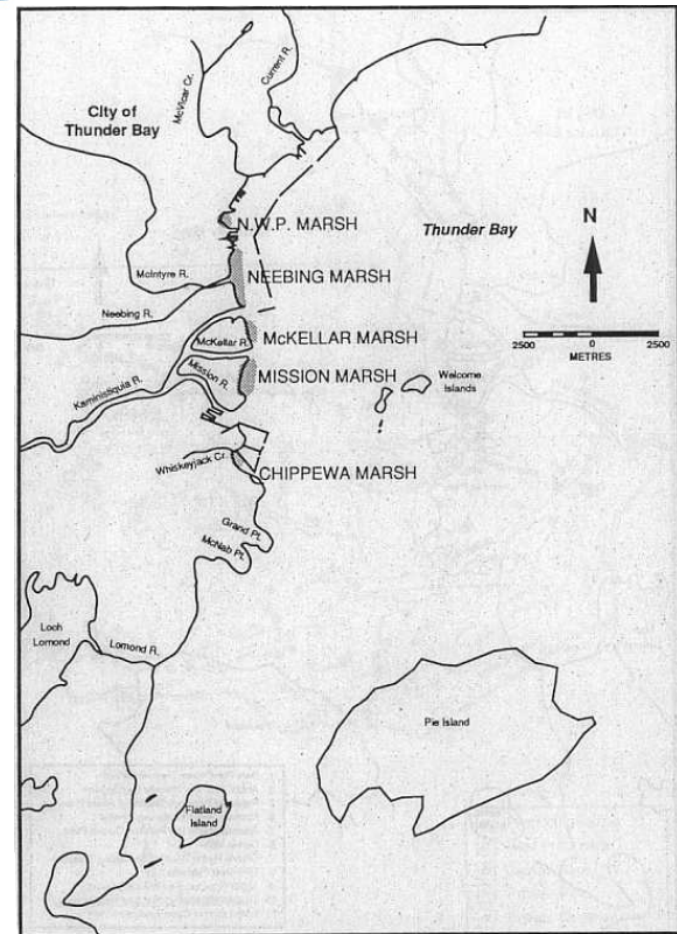 McVicar Cr.
Current R.
City of
Thunder Bay
N.W.P. MARSH
Thunder Bay
N
McIntyre R.
NEEBING MARSH
Neebing R.
McKellar R.
McKELLAR MARSH
2500 0 2500
METRES
Mission R.
MISSION MARSH
Welcome
Islands
Kaministiquia R.
Whiskeyjack Cr.
CHIPPEWA MARSH
Grand Pt.
McNab Pt.
Loch
Lomond
Lomond R.
Pie Island
Flatland
Island